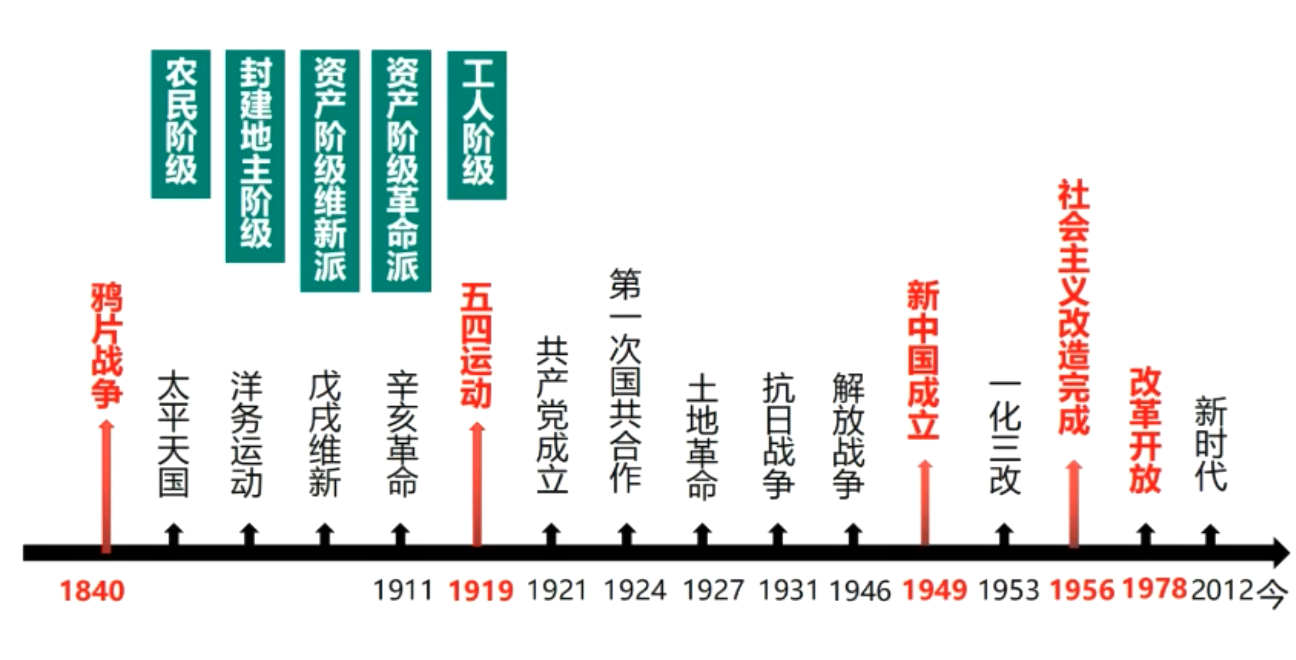 农民阶级
封建地主阶级
资产阶级维新派
资产阶级革命派
工人阶级
鸦片战争
太平天国
洋务运动
戊戌维新
辛亥革命
五四运动
共产党成立
第一次国共合作
土地革命
抗日战争
解放战争
新中国成立
一化三改
社会主义改造完成
改革开放
新时代
1840
1911
1919
1921
1924
1927
1931
1946
1949
1953
1956
1978
2012今